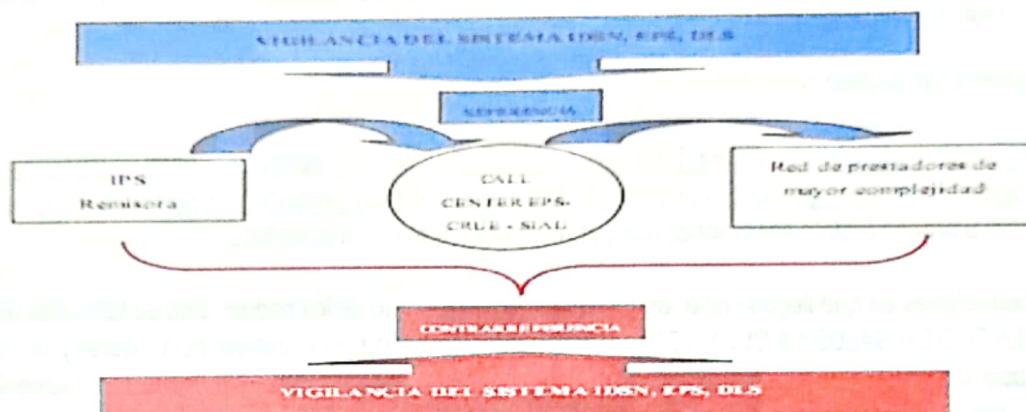 VIGILANCIA DEL SISTEMA IDSN, EPS, DLS
REFERENCIA
IPS
Remisora
CALL
CENTER EPS-
CRUE - SIAU
Red de prestadores de
mayor complejidad
CONTRARREFERENCIA
VIGILANCIA DEL SISTEMA IDSN, EPS, DLS